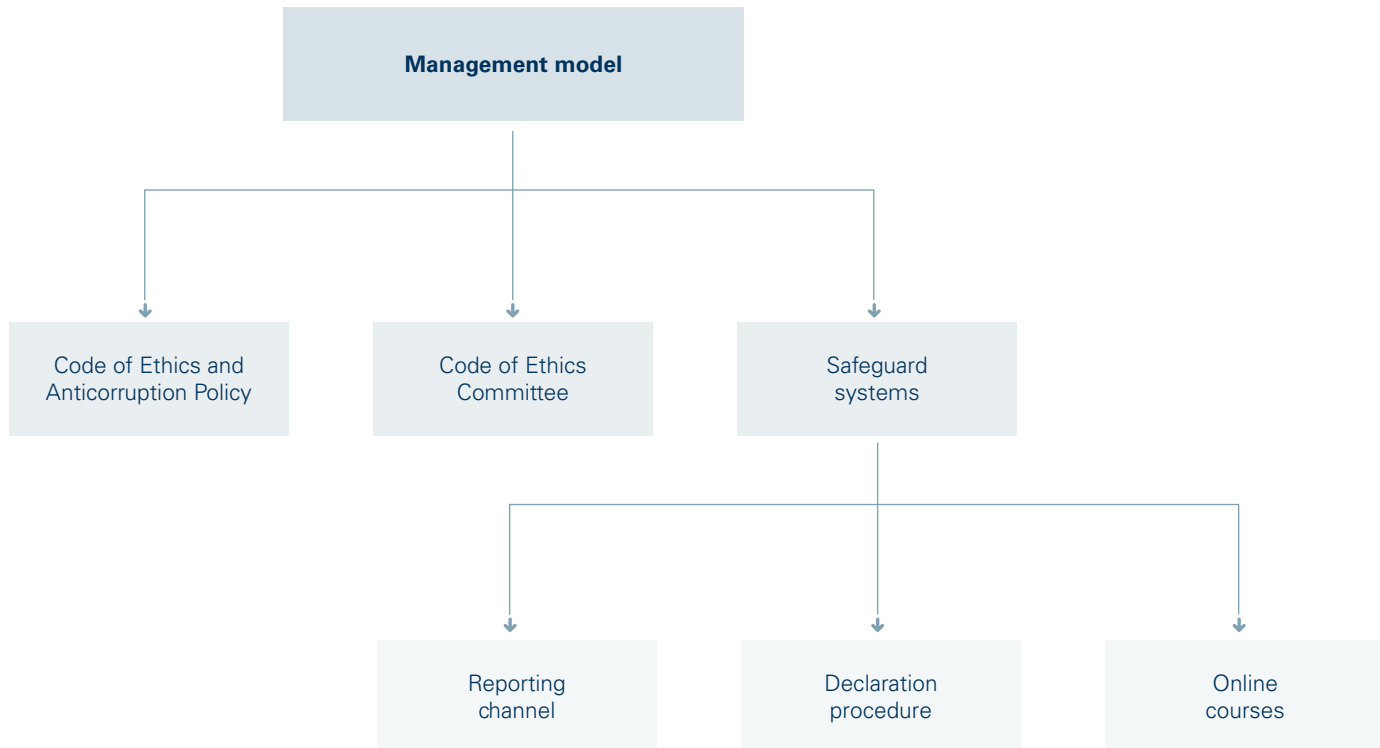 Management model
Code of Ethics and
Anticorruption Policy
Code of Ethics
Committee
Safeguard
systems
Reporting
channel
Declaration
procedure
Online
courses